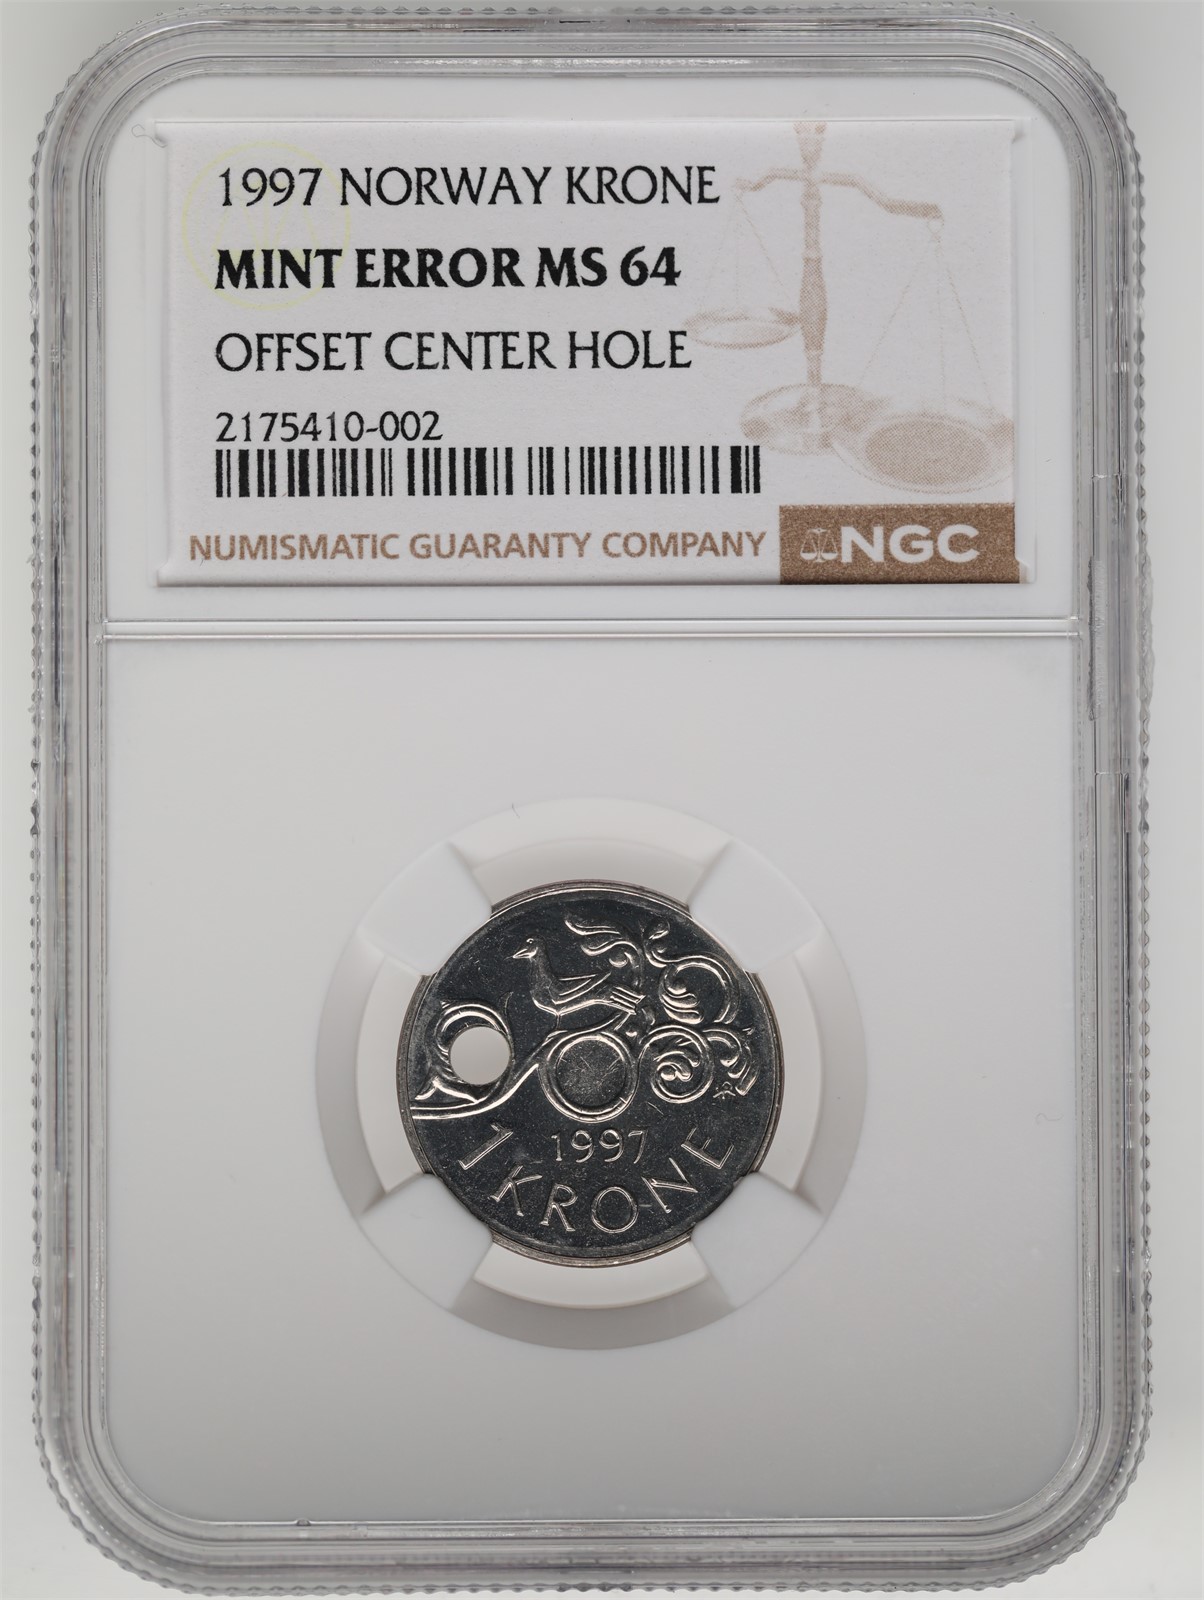 1997 NORWAY KRONE
MINT ERROR MS 64
OFFSET CENTER HOLE
2175410-002
NUMISMATIC GUARANTY COMPANY
NGC
1997
1 KRONE